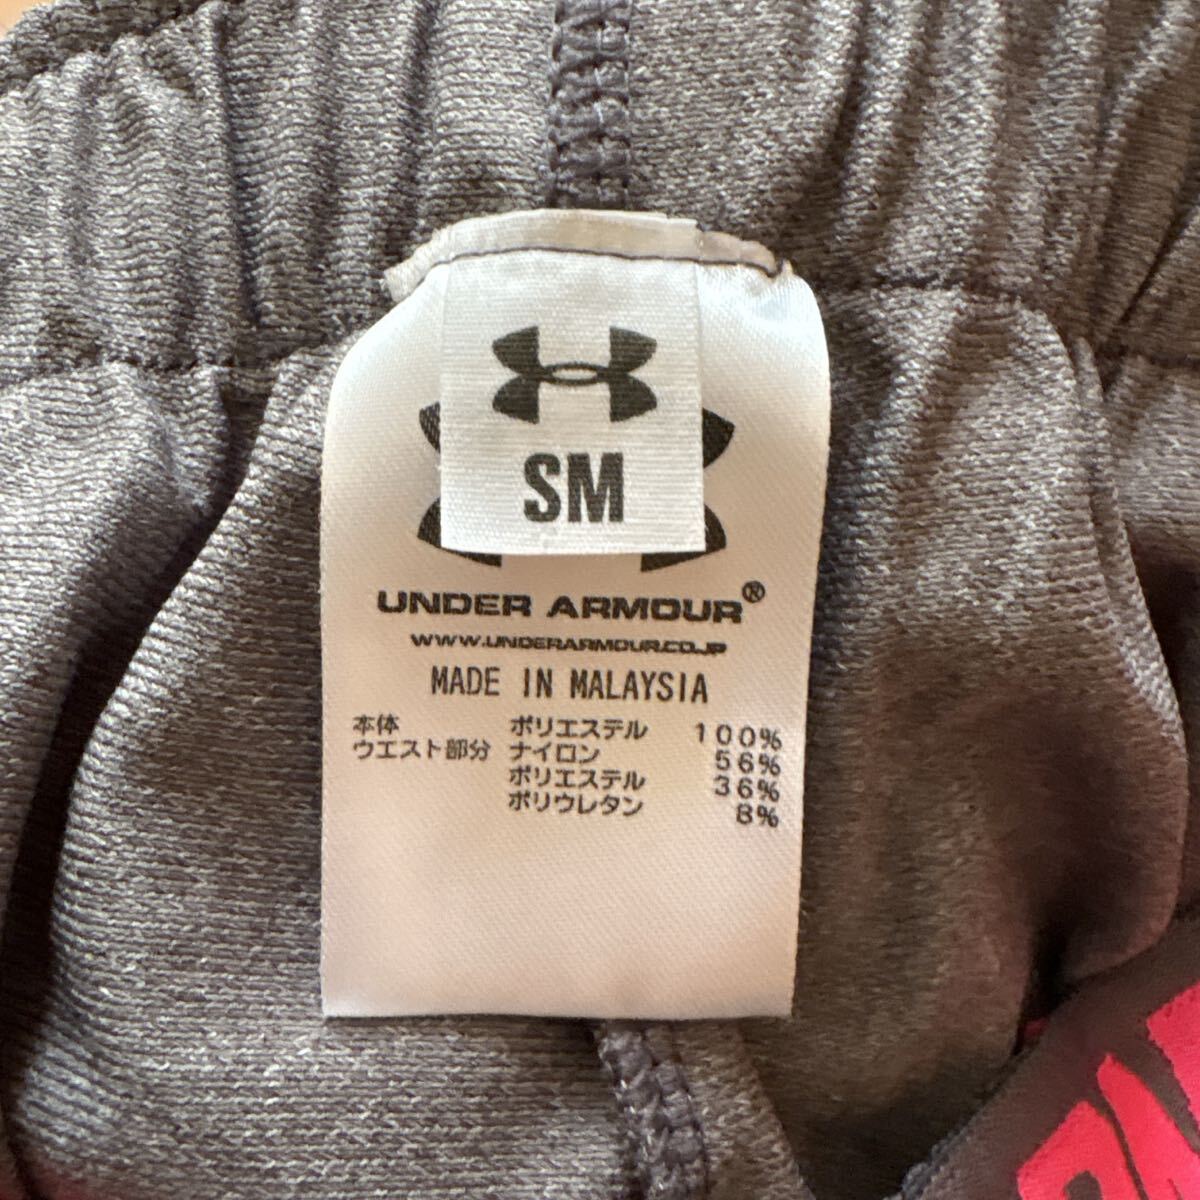 SM
UNDER ARMOUR®
WWW.UNDERARMOUR.CO.JP
MADE IN MALAYSIA
本体 ポリエステル 100%
ウエスト部分 ナイロン 56%
ポリエステル 36%
ポリウレタン 8%